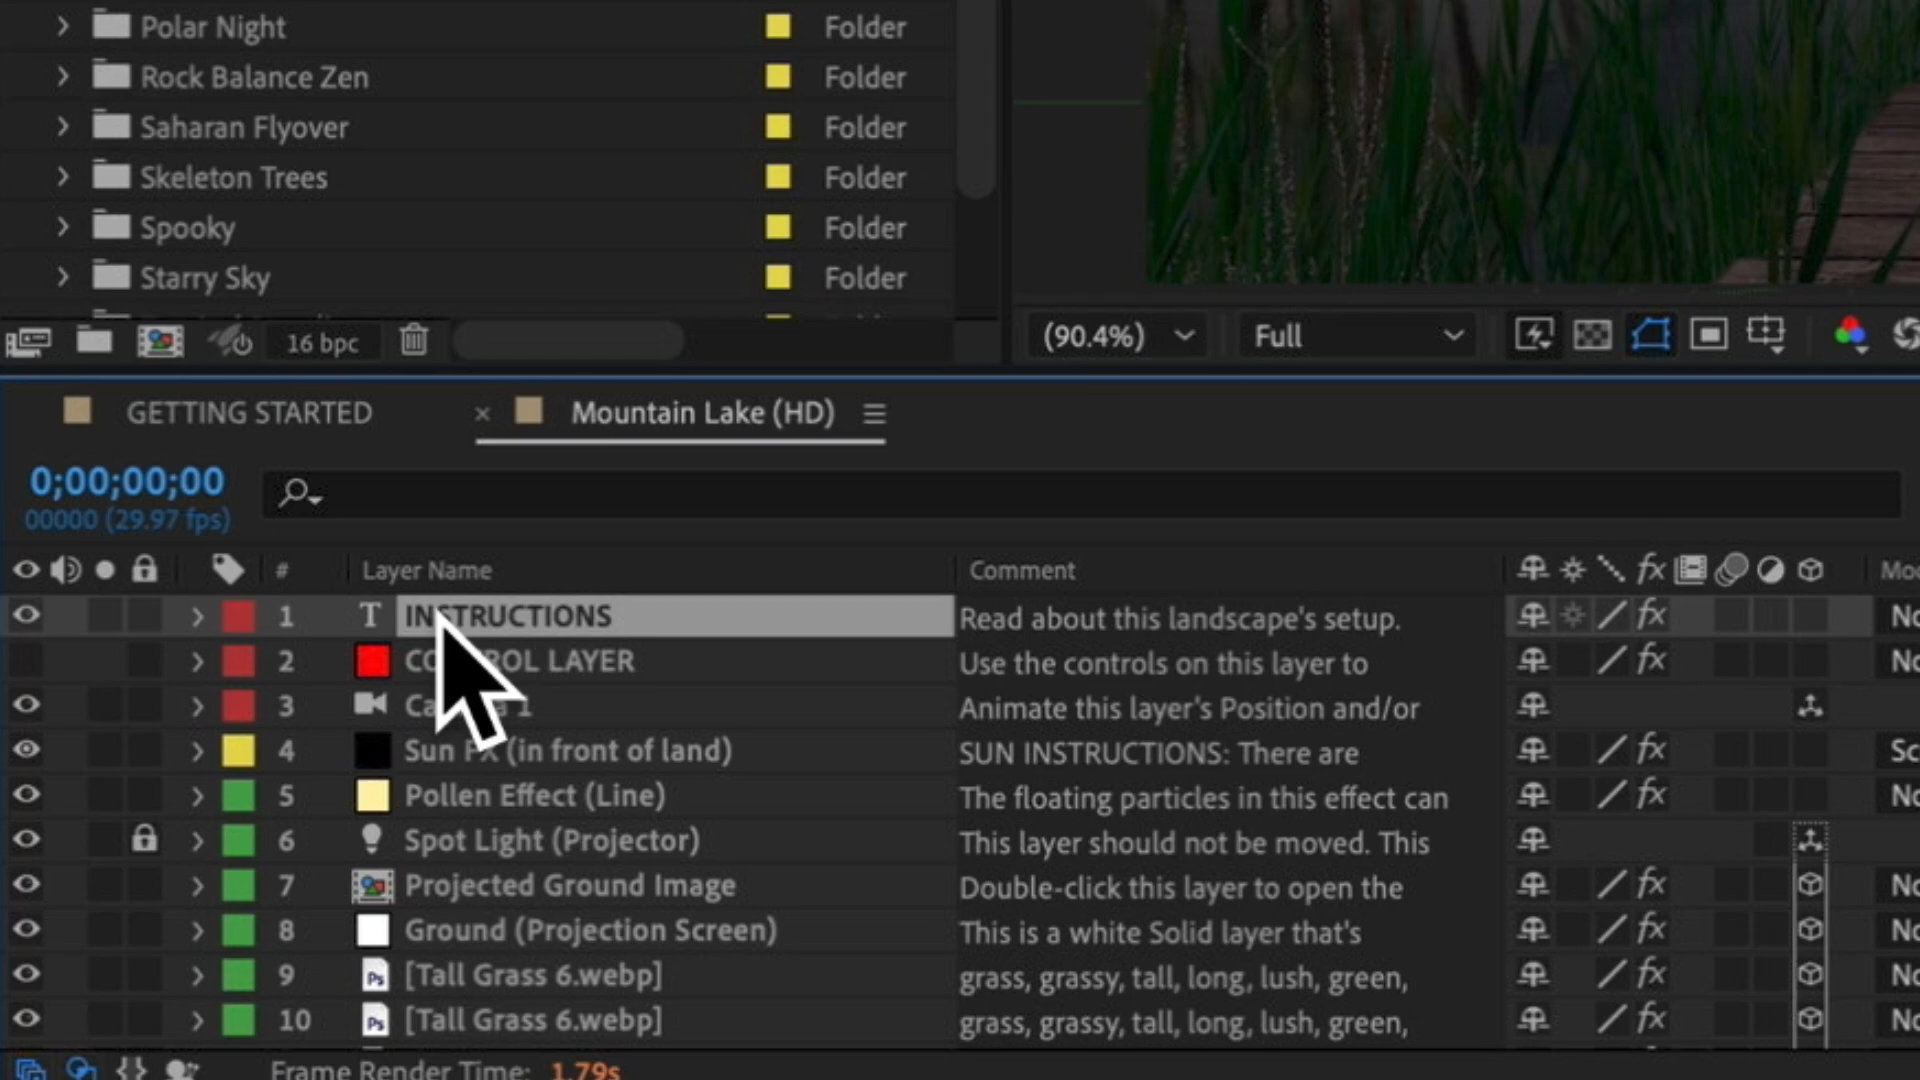 Polar Night Folder
Rock Balance Zen Folder
Saharan Flyover Folder
Skeleton Trees Folder
Spooky Folder
Starry Sky Folder
16 bpc
(90.4%) Full
GETTING STARTED × Mountain Lake (HD)
0;00;00;00
00000 (29.97 fps)
# Layer Name Comment
1 T INSTRUCTIONS Read about this landscape's setup.
2 LAYER Use the controls on this layer to
3 1 Animate this layer's Position and/or
4 Sun (in front of land) SUN INSTRUCTIONS: There are
5 Pollen Effect (Line) The floating particles in this effect can
6 Spot Light (Projector) This layer should not be moved. This
7 Projected Ground Image Double-click this layer to open the
8 Ground (Projection Screen) This is a white Solid layer that's
9 Ps [Tall Grass 6.webp] grass, grassy, tall, long, lush, green,
10 Ps [Tall Grass 6.webp] grass, grassy, tall, long, lush, green,
Frame Render Time: 1.79s